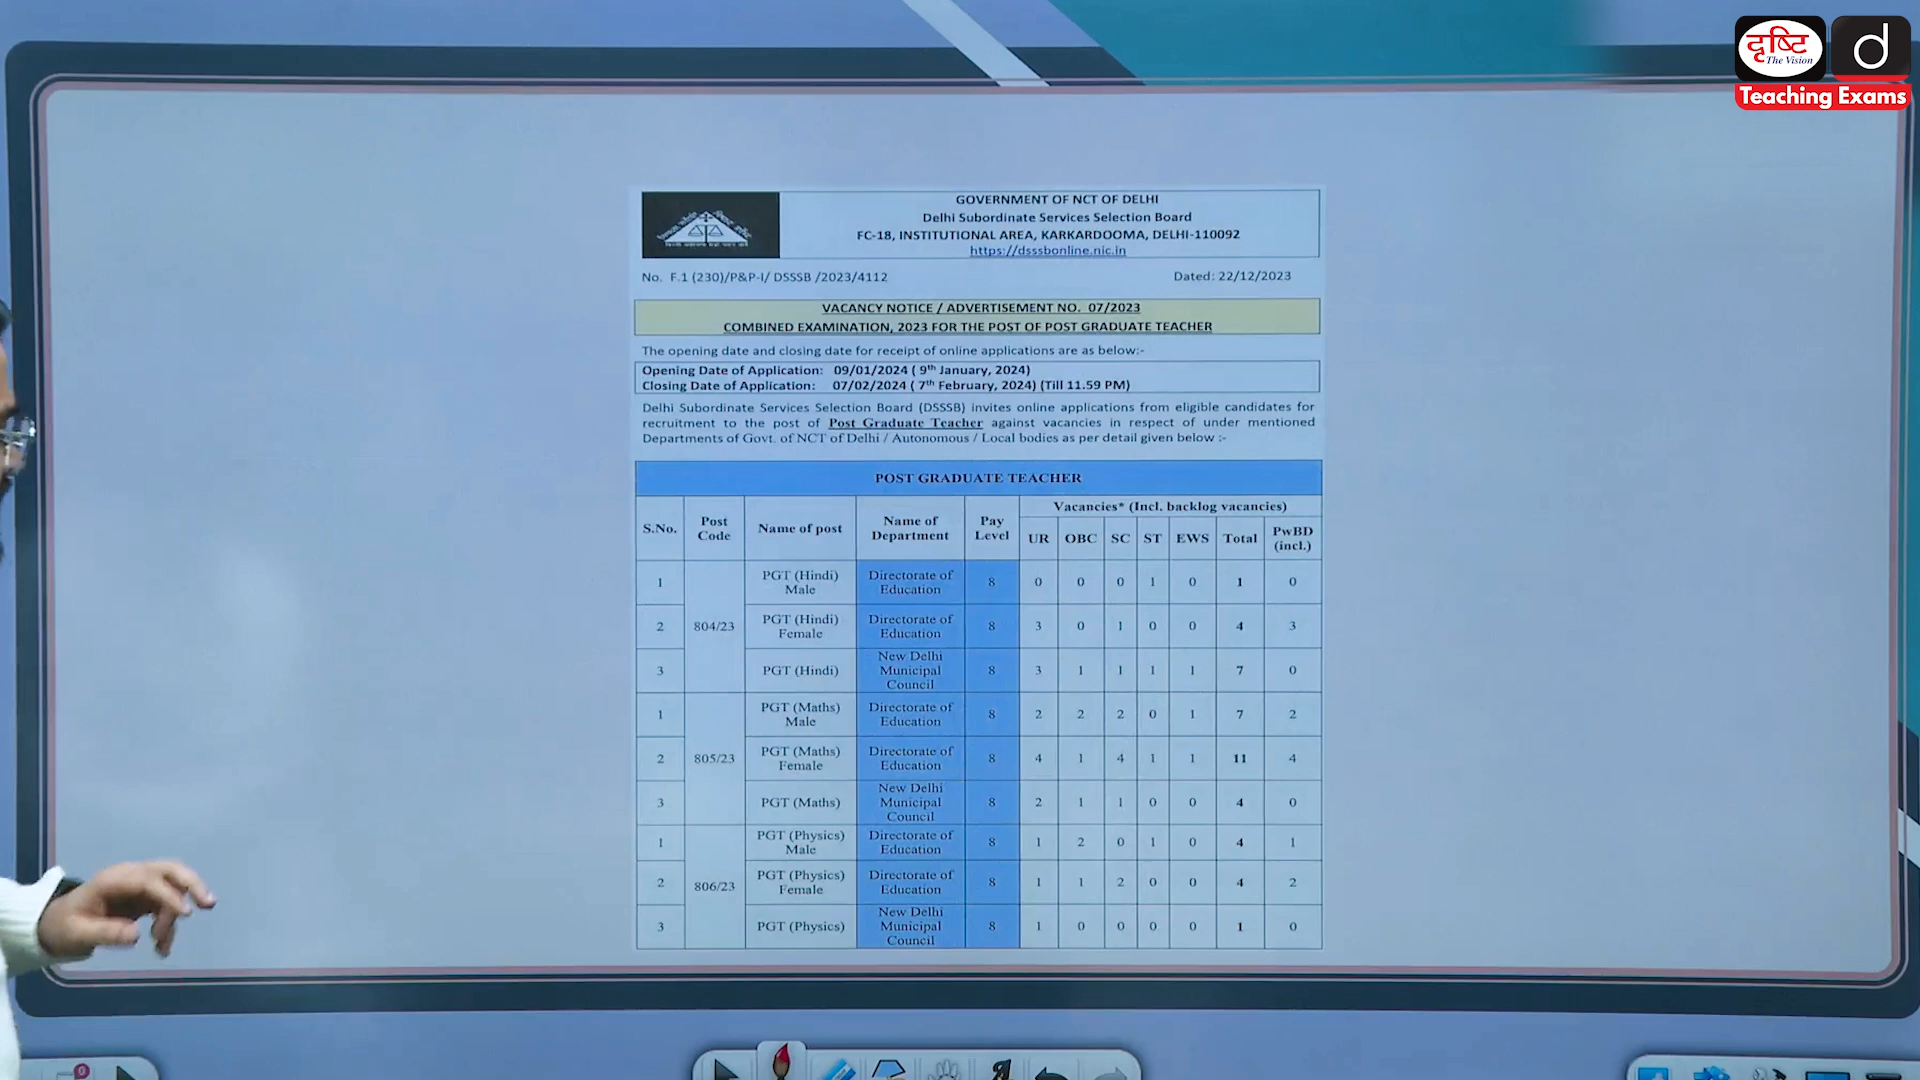 दृष्टि
The Vision
d
Teaching Exams
GOVERNMENT OF NCT OF DELHI
Delhi Subordinate Services Selection Board
FC-18, INSTITUTIONAL AREA, KARKARDOOMA, DELHI-110092
https://dsssbonline.nic.in
No. F.1 (230)/P&P-I/ DSSSB /2023/4112 Dated: 22/12/2023
VACANCY NOTICE / ADVERTISEMENT NO. 07/2023
COMBINED EXAMINATION, 2023 FOR THE POST OF POST GRADUATE TEACHER
The opening date and closing date for receipt of online applications are as below:-
Opening Date of Application: 09/01/2024 ( 9th January, 2024)
Closing Date of Application: 07/02/2024 ( 7th February, 2024) (Till 11.59 PM)
Delhi Subordinate Services Selection Board (DSSSB) invites online applications from eligible candidates for
recruitment to the post of Post Graduate Teacher against vacancies in respect of under mentioned
Departments of Govt. of NCT of Delhi / Autonomous / Local bodies as per detail given below :-
POST GRADUATE TEACHER
S.No. Post Code Name of post Name of Department Pay Level Vacancies* (Incl. backlog vacancies)
UR OBC SC ST EWS Total PwBD (incl.)
1 804/23 PGT (Hindi) Male Directorate of Education 8 0 0 0 1 0 1 0
2 PGT (Hindi) Female Directorate of Education 8 3 0 1 0 0 4 3
3 PGT (Hindi) New Delhi Municipal Council 8 3 1 1 1 1 7 0
1 805/23 PGT (Maths) Male Directorate of Education 8 2 2 2 0 1 7 2
2 PGT (Maths) Female Directorate of Education 8 4 1 4 1 1 11 4
3 PGT (Maths) New Delhi Municipal Council 8 2 1 1 0 0 4 0
1 806/23 PGT (Physics) Male Directorate of Education 8 1 2 0 1 0 4 1
2 PGT (Physics) Female Directorate of Education 8 1 1 2 0 0 4 2
3 PGT (Physics) New Delhi Municipal Council 8 1 0 0 0 0 1 0
0